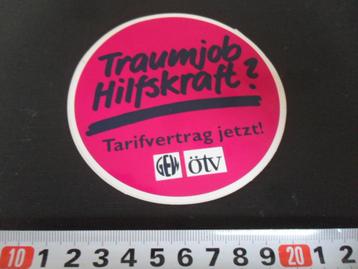 Traumjob
Hilfskraft?
Tarifvertrag jetzt!
GEW ötv
10 1 2 3 4 5 6 7 8 9 20 1 2